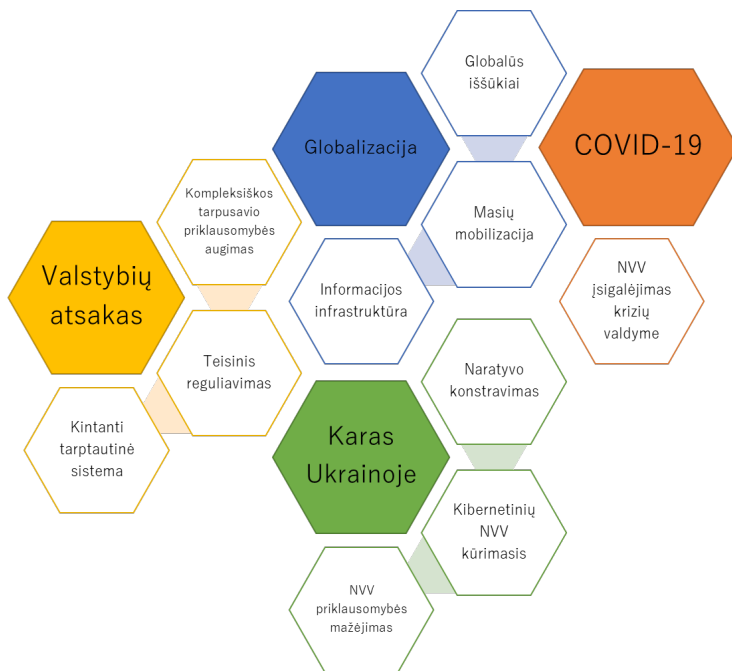 Globalūs
iššūkiai
Globalizacija
COVID-19
Kompleksiškos
tarpusavio
priklausomybės
augimas
Masių
mobilizacija
Valstybių
atsakas
Informacijos
infrastruktūra
NVV
įsigalėjimas
krizių
valdyme
Teisinis
reguliavimas
Naratyvo
konstravimas
Kintanti
tarptautinė
sistema
Karas
Ukrainoje
Kibernetinių
NVV
kūrimasis
NVV
priklausomybės
mažėjimas